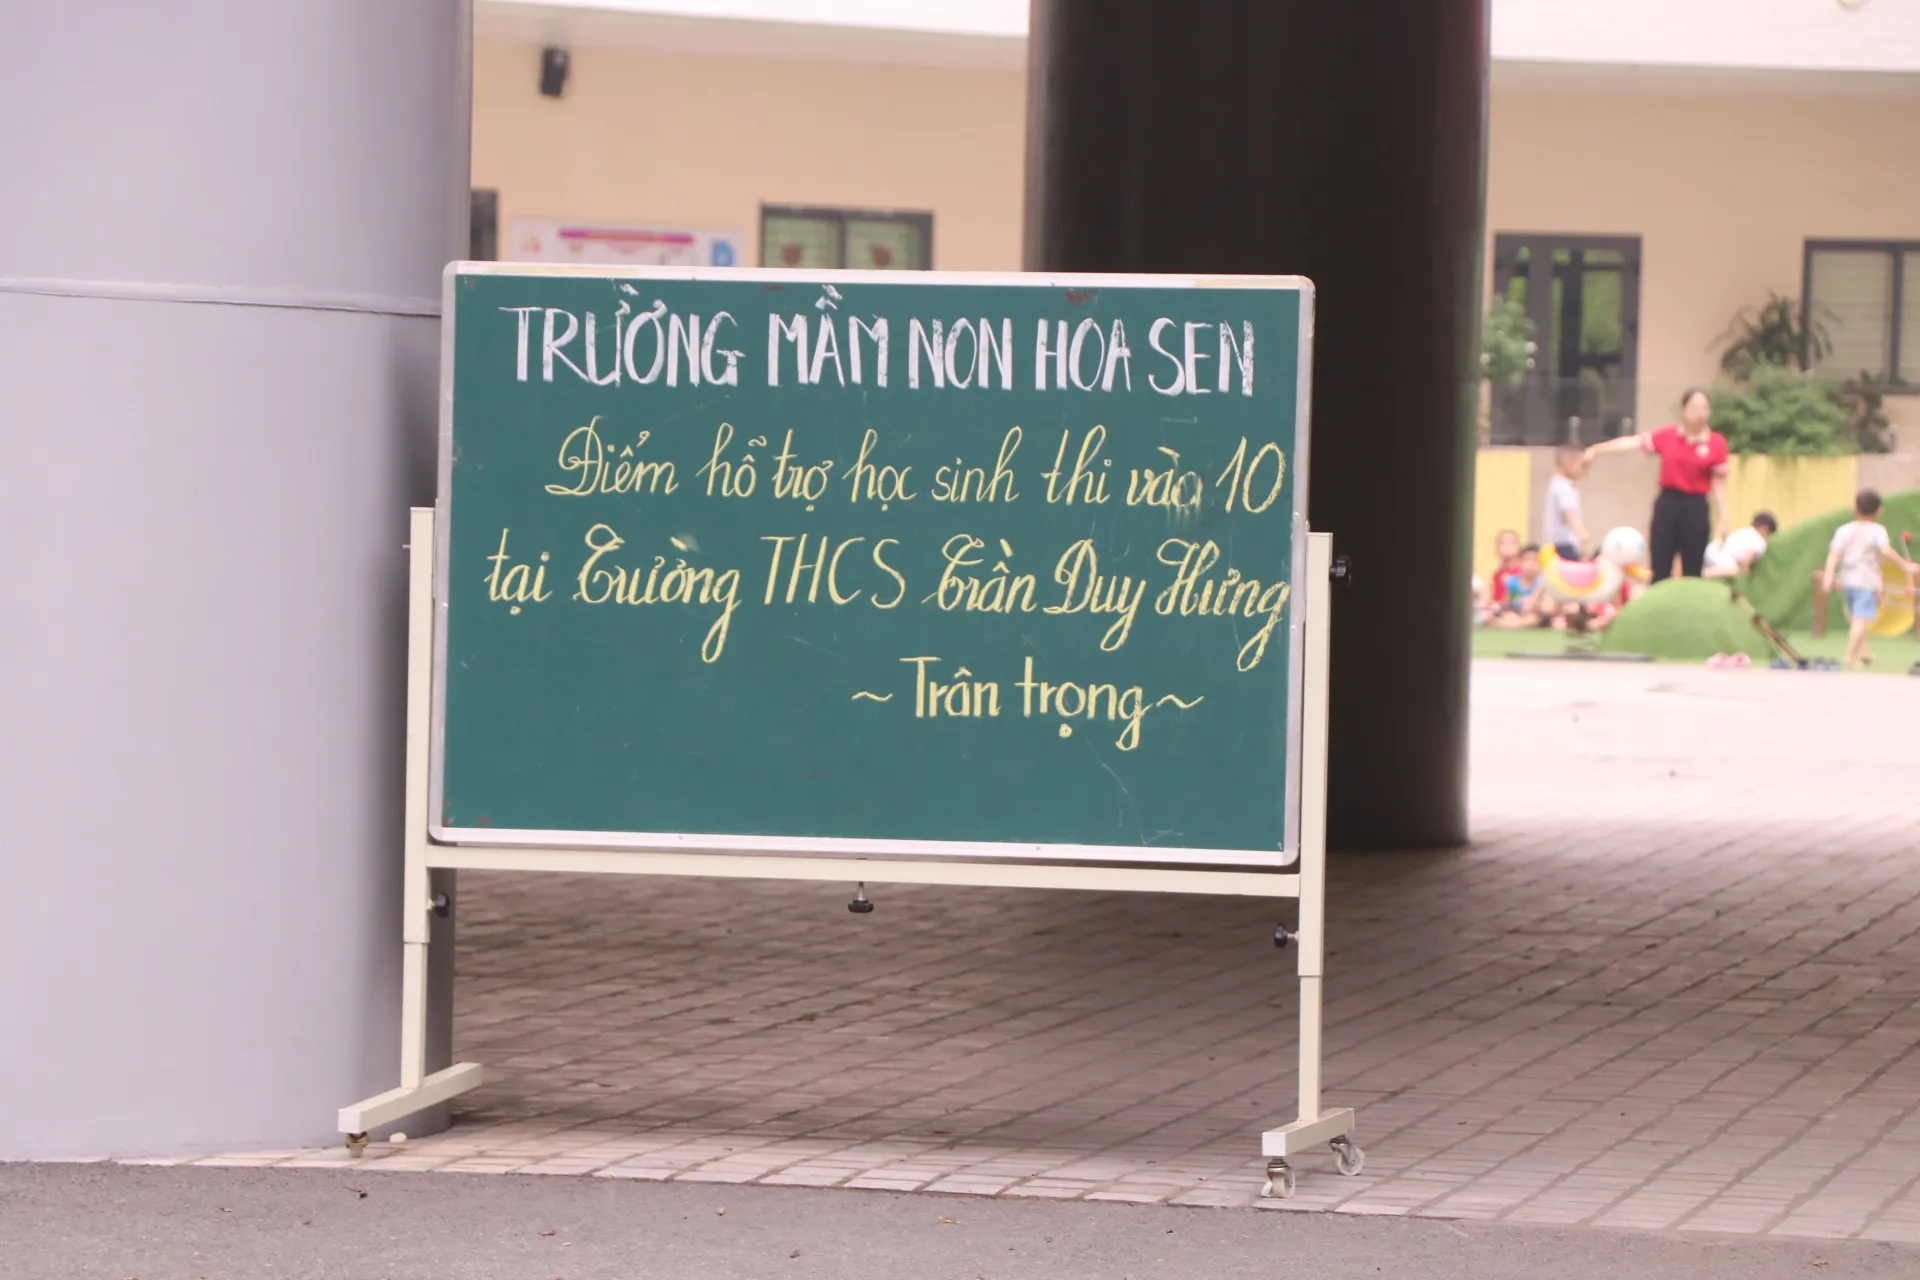 TRƯỜNG MẦM NON HOA SEN
Điểm hỗ trợ học sinh thi vào 10
tại Trường THCS Trần Duy Hưng
~ Trân trọng ~